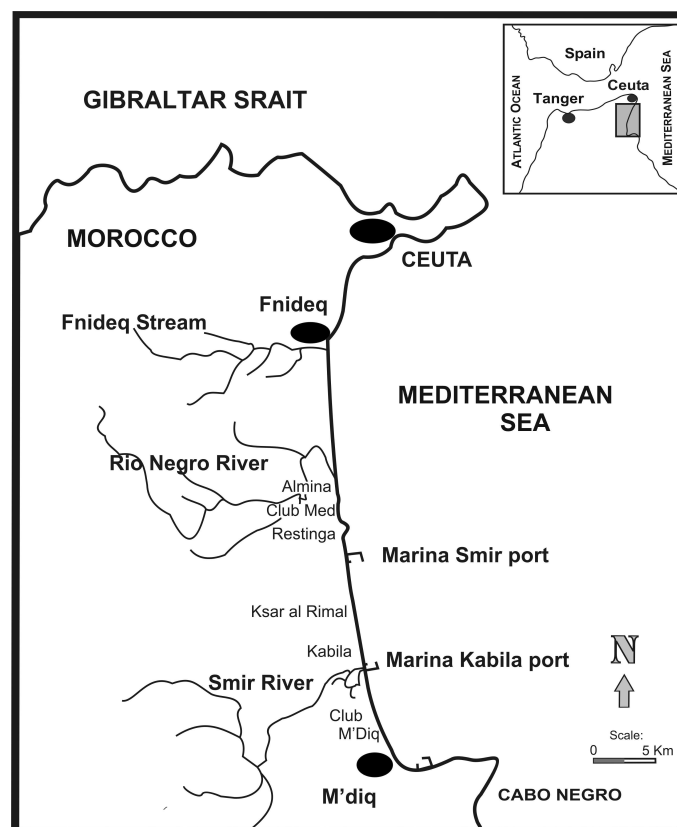 Spain
Ceuta
Tanger
ATLANTIC OCEAN
MEDITERRANEAN SEA
GIBRALTAR SRAIT
MOROCCO
CEUTA
Fnideq
Fnideq Stream
MEDITERRANEAN
SEA
Rio Negro River
Almina
Club Med
Restinga
Marina Smir port
Ksar al Rimal
Kabila
Marina Kabila port
Smir River
N
Club
M'Diq
Scale:
0 5 Km
M'diq
CABO NEGRO